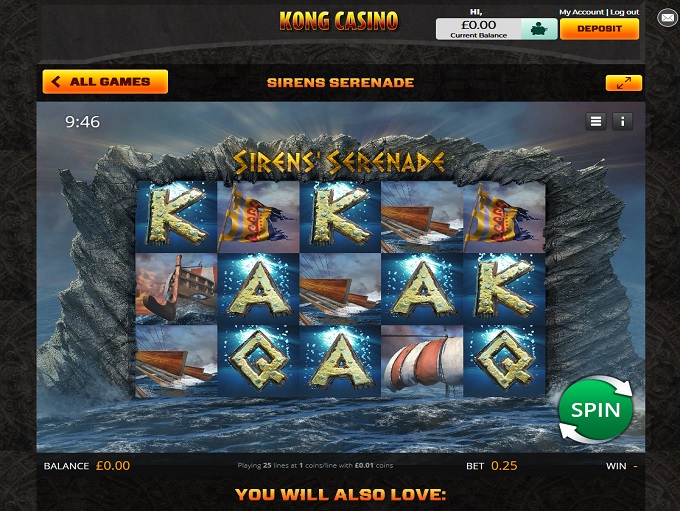 KONG CASINO
HI,
£0.00
Current Balance
My Account | Log out
DEPOSIT
ALL GAMES
SIRENS SERENADE
9:46
i
SIRENS' SERENADE
K K
A A K
Q A Q
SPIN
BALANCE £0.00
Playing 25 lines at 1 coins/line with £0.01 coins
BET 0.25
WIN -
YOU WILL ALSO LOVE: